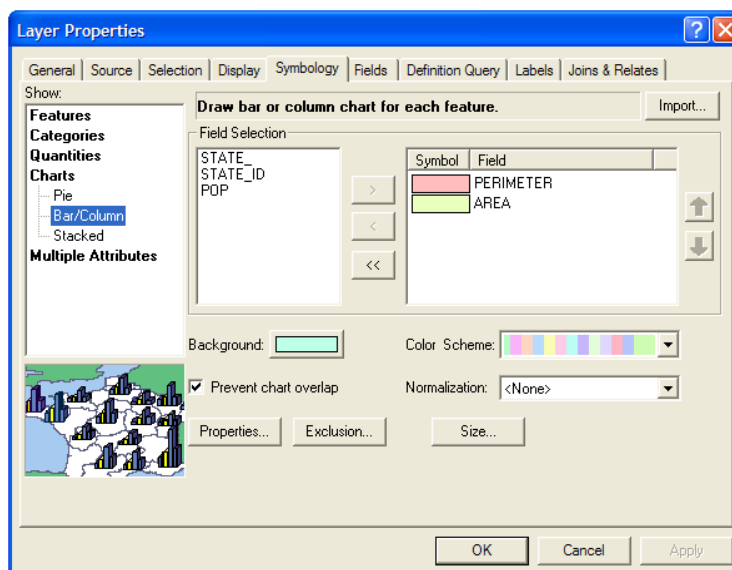 Layer Properties
General Source Selection Display Symbology Fields Definition Query Labels Joins & Relates
Show:
Features
Categories
Quantities
Charts
Pie
Bar/Column
Stacked
Multiple Attributes
Draw bar or column chart for each feature.
Import...
Field Selection
STATE_
STATE_ID
POP
>
<
<<
Symbol Field
PERIMETER
AREA
Background:
Color Scheme:
Prevent chart overlap
Normalization: <None>
Properties... Exclusion... Size...
OK Cancel Apply